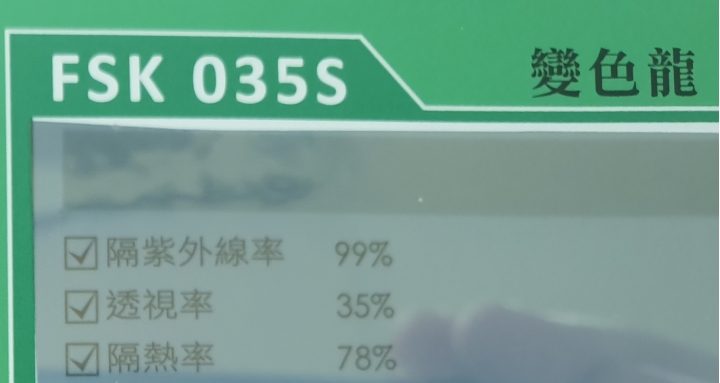 FSK 035S
變色龍
☑隔紫外線率 99%
☑透視率 35%
☑隔熱率 78%